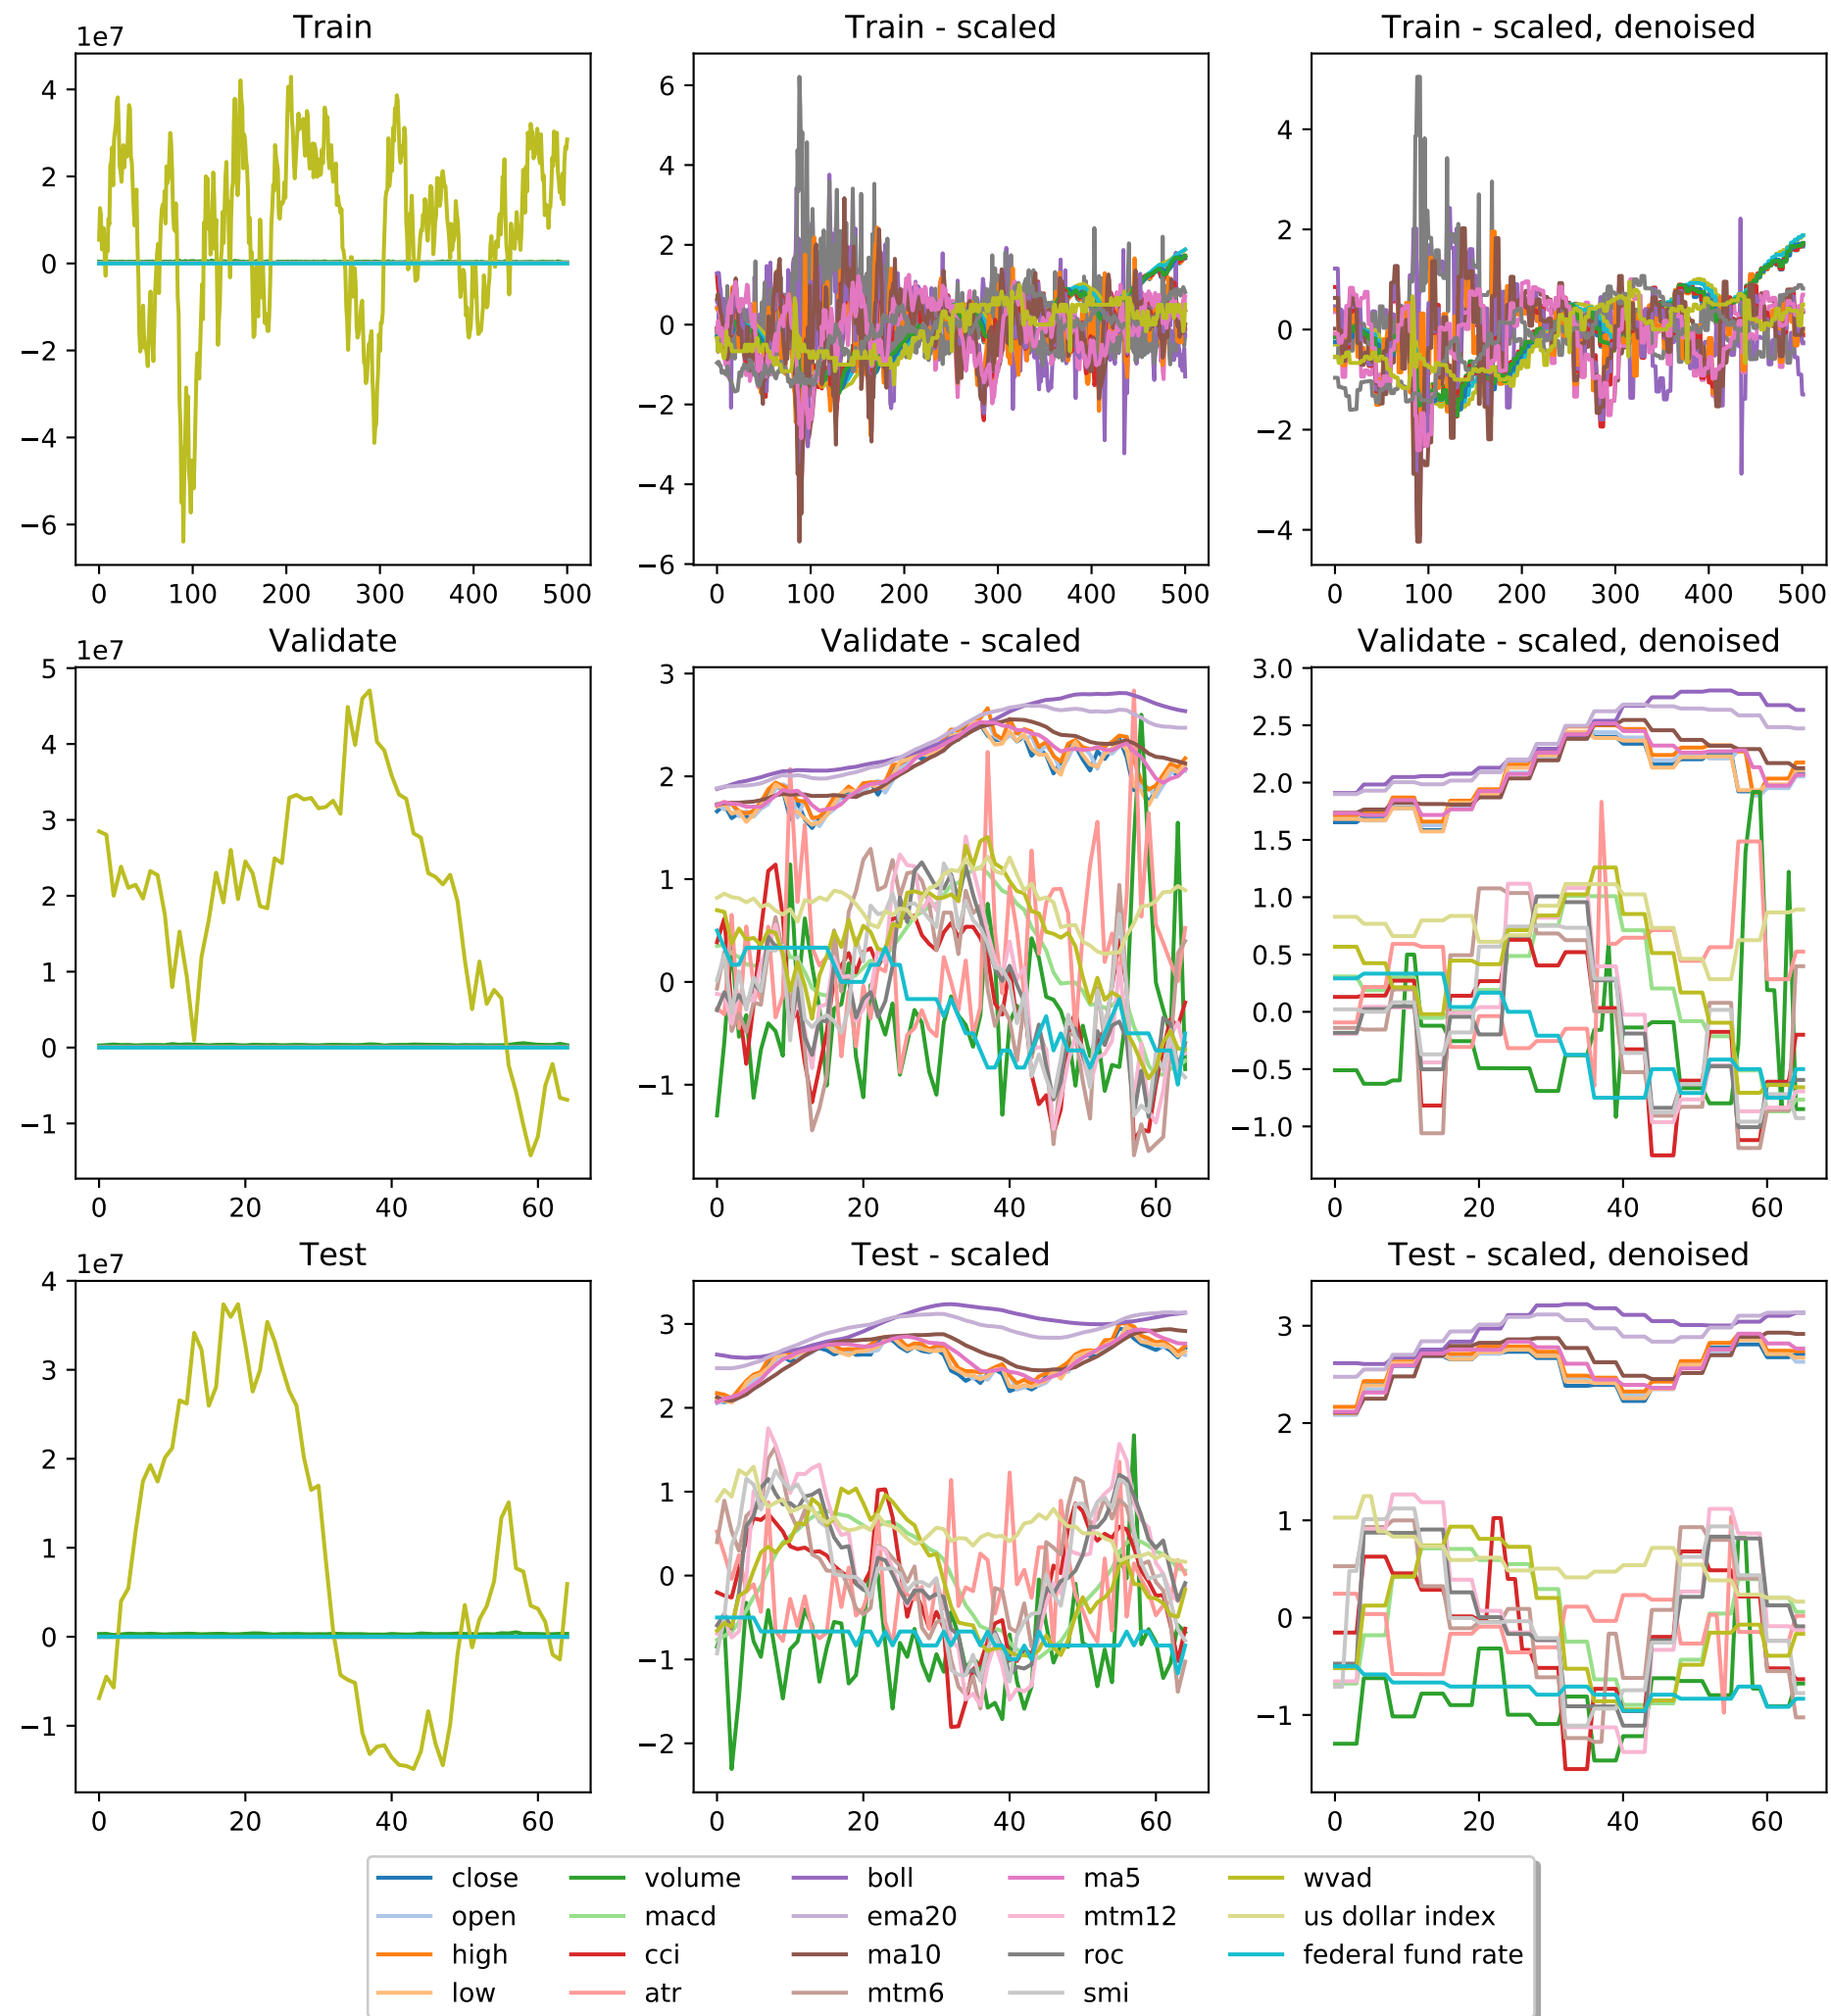 Train
Train - scaled
Train - scaled, denoised
1e7
4
2
0
−2
−4
−6
0 100 200 300 400 500
6
4
2
0
−2
−4
−6
0 100 200 300 400 500
4
2
0
−2
−4
0 100 200 300 400 500
Validate
Validate - scaled
Validate - scaled, denoised
1e7
5
4
3
2
1
0
−1
0 20 40 60
3
2
1
0
−1
0 20 40 60
3.0
2.5
2.0
1.5
1.0
0.5
0.0
−0.5
−1.0
0 20 40 60
Test
Test - scaled
Test - scaled, denoised
1e7
4
3
2
1
0
−1
0 20 40 60
3
2
1
0
−1
−2
0 20 40 60
3
2
1
0
−1
0 20 40 60
close
open
high
low
volume
macd
cci
atr
boll
ema20
ma10
mtm6
ma5
mtm12
roc
smi
wvad
us dollar index
federal fund rate